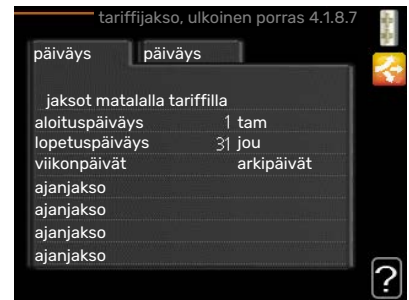 tariffijakso, ulkoinen porras 4.1.8.7
päiväys päiväys
jaksot matalalla tariffilla
aloituspäiväys 1 tam
lopetuspäiväys 31 jou
viikonpäivät arkipäivät
ajanjakso
ajanjakso
ajanjakso
ajanjakso
?